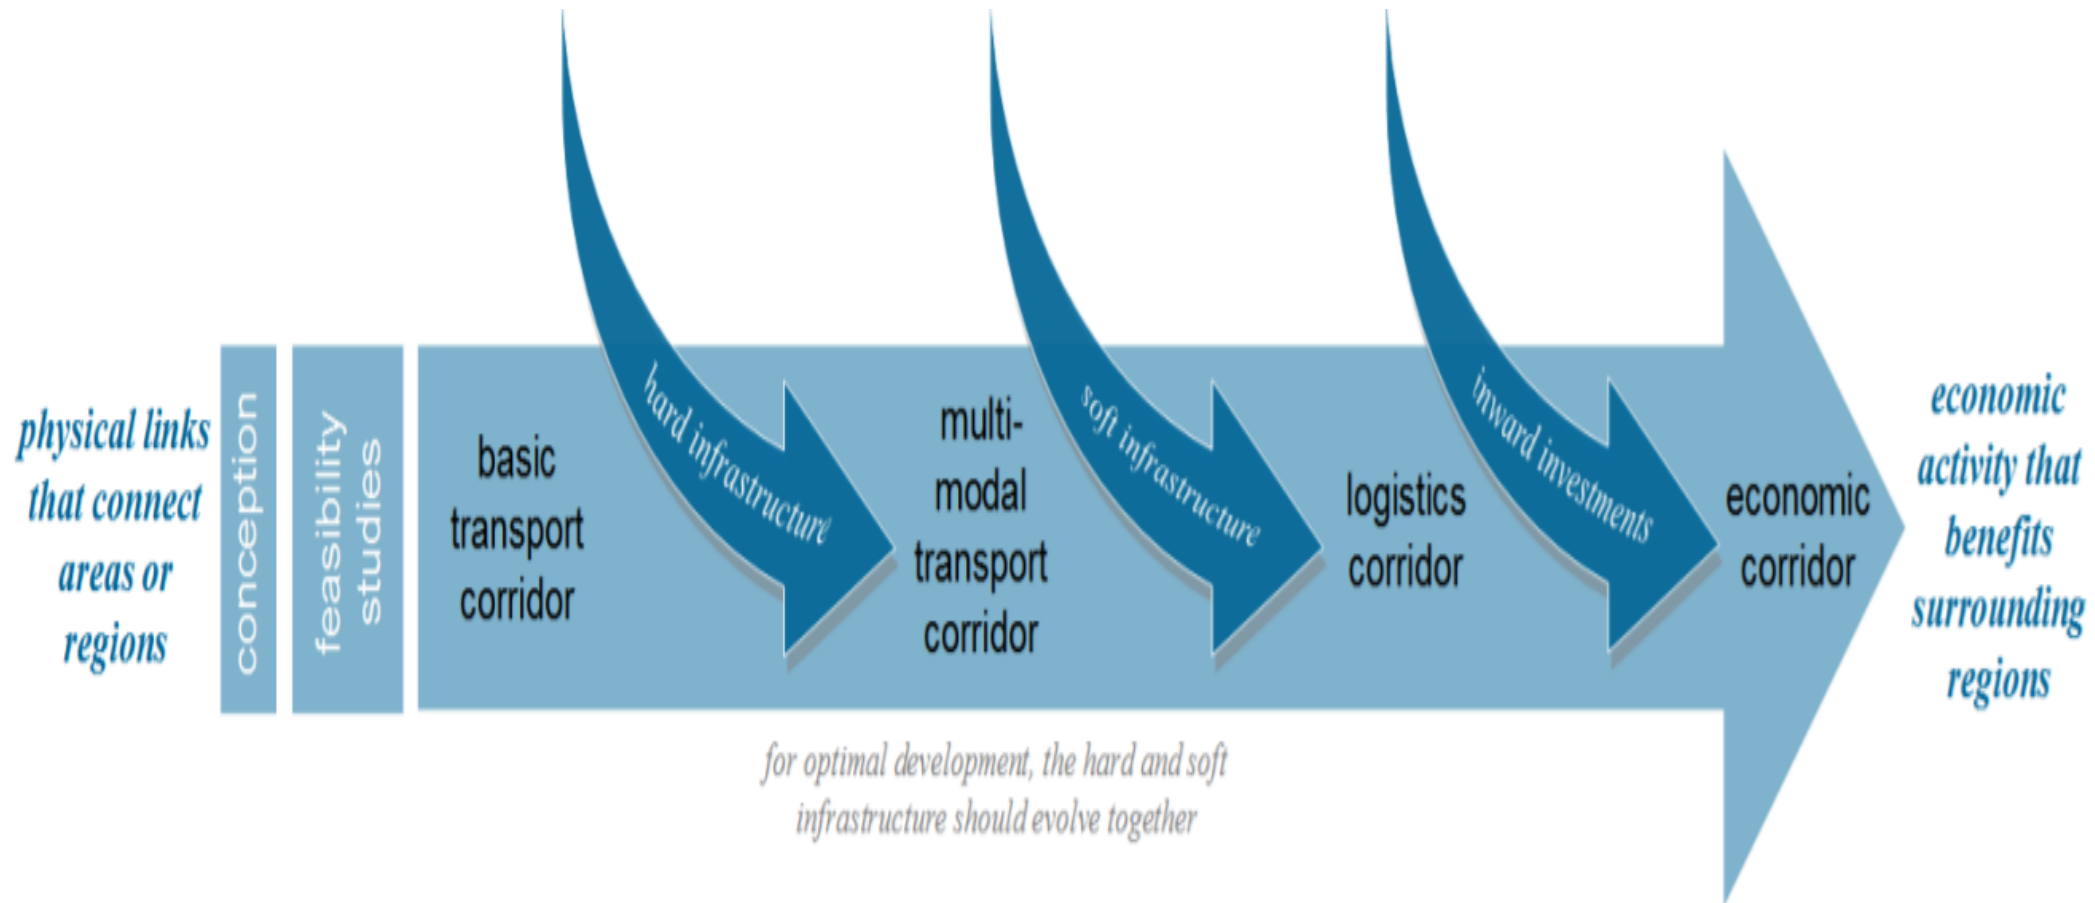 physical links
that connect
areas or
regions
conception
feasibility
studies
basic
transport
corridor
hard infrastructure
multi-
modal
transport
corridor
soft infrastructure
logistics
corridor
inward investments
economic
corridor
economic
activity that
benefits
surrounding
regions
for optimal development, the hard and soft
infrastructure should evolve together